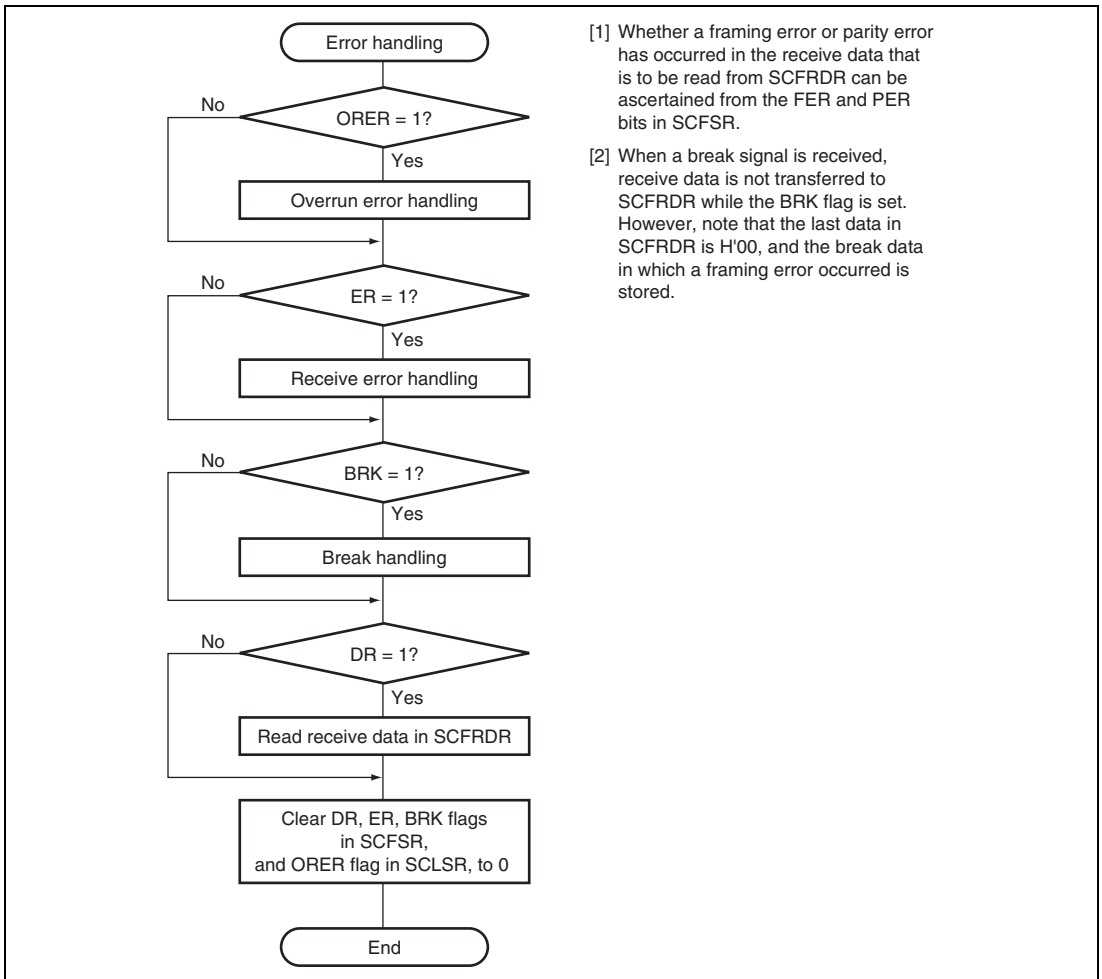 Error handling
No
ORER = 1?
Yes
Overrun error handling
No
ER = 1?
Yes
Receive error handling
No
BRK = 1?
Yes
Break handling
No
DR = 1?
Yes
Read receive data in SCFRDR
Clear DR, ER, BRK flags
in SCFSR,
and ORER flag in SCLSR, to 0
End
[1] Whether a framing error or parity error
has occurred in the receive data that
is to be read from SCFRDR can be
ascertained from the FER and PER
bits in SCFSR.
[2] When a break signal is received,
receive data is not transferred to
SCFRDR while the BRK flag is set.
However, note that the last data in
SCFRDR is H'00, and the break data
in which a framing error occurred is
stored.